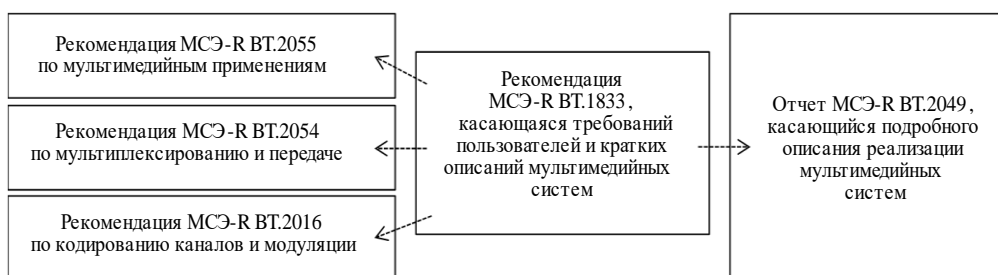 Рекомендация МСЭ-R BT.2055
по мультимедийным применениям
Рекомендация МСЭ-R BT.2054
по мультиплексированию и передаче
Рекомендация МСЭ-R BT.2016
по кодированию каналов и модуляции
Рекомендация
МСЭ-R BT.1833,
касающаяся требований
пользователей и кратких
описаний мультимедийных
систем
Отчет МСЭ-R BT.2049,
касающийся подробного
описания реализации
мультимедийных
систем